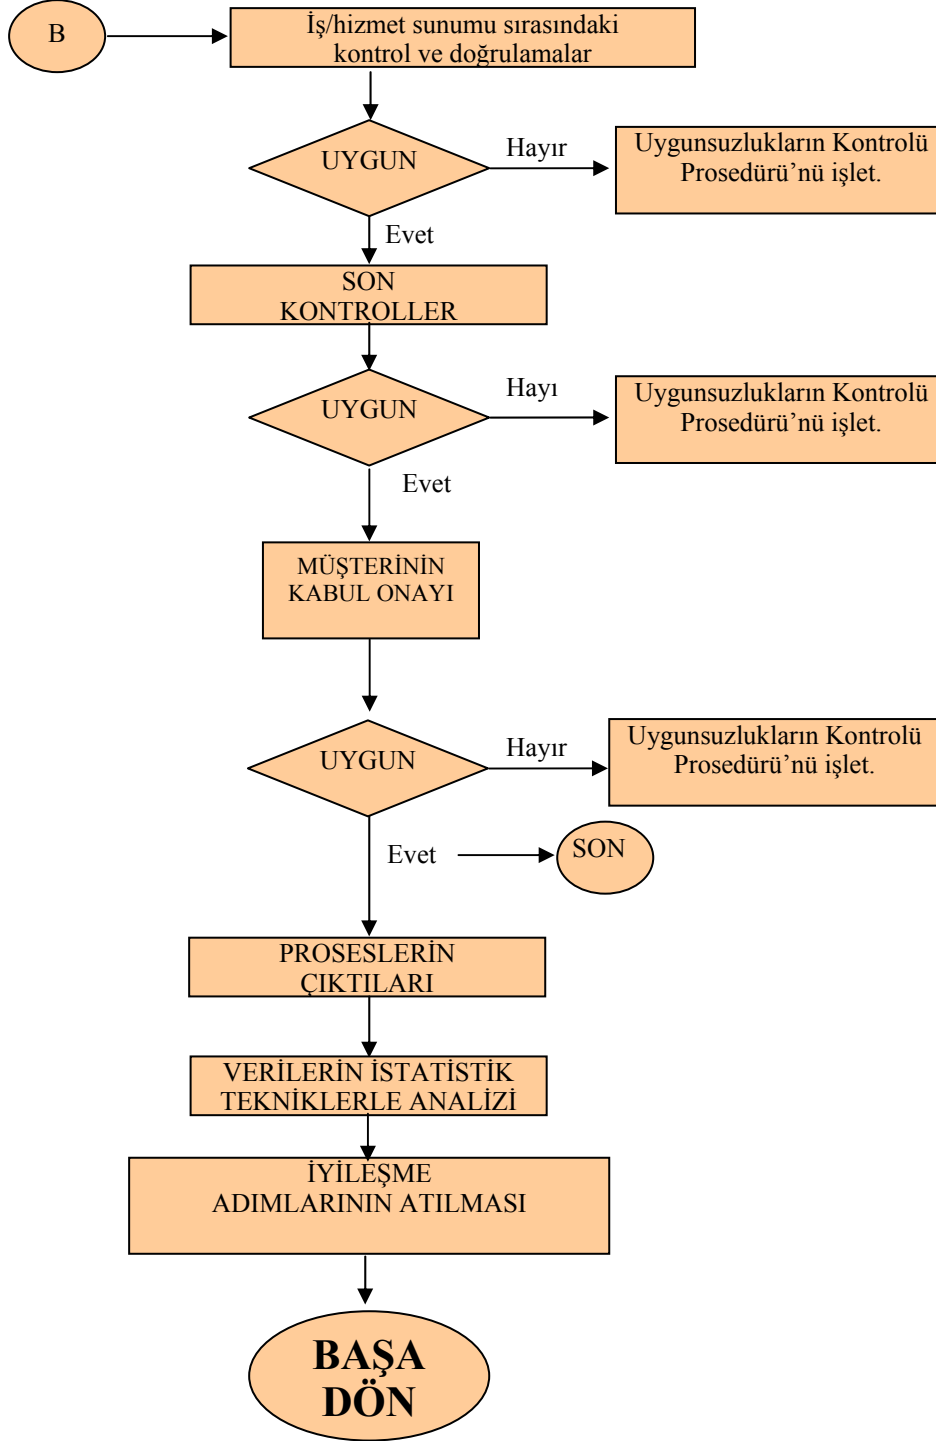 B
İş/hizmet sunumu sırasındaki
kontrol ve doğrulamalar
UYGUN
Hayır
Uygunsuzlukların Kontrolü
Prosedürü’nü işlet.
Evet
SON
KONTROLLER
UYGUN
Hayı
Uygunsuzlukların Kontrolü
Prosedürü’nü işlet.
Evet
MÜŞTERİNİN
KABUL ONAYI
UYGUN
Hayır
Uygunsuzlukların Kontrolü
Prosedürü’nü işlet.
Evet
SON
PROSESLERİN
ÇIKTILARI
VERİLERİN İSTATİSTİK
TEKNİKLERLE ANALİZİ
İYİLEŞME
ADIMLARININ ATILMASI
BAŞA
DÖN